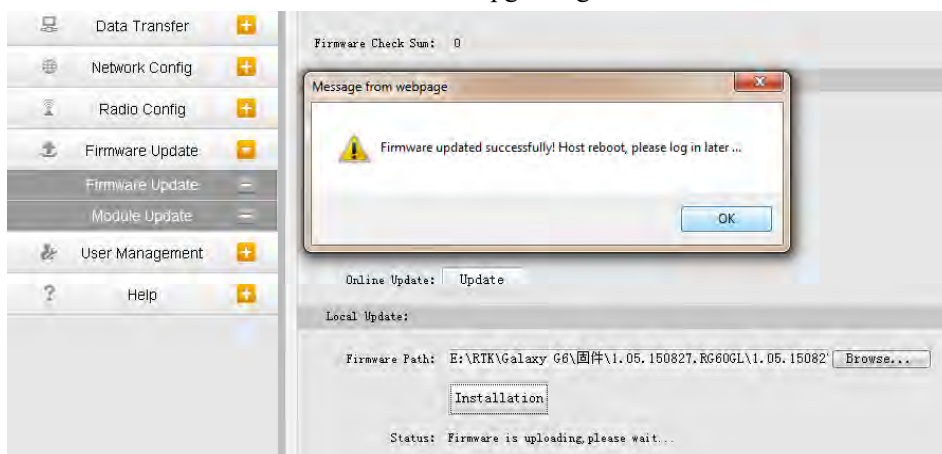 Data Transfer
Network Config
Radio Config
Firmware Update
Firmware Update
Module Update
User Management
? Help
Firmware Check Sum: 0
Message from webpage
Firmware updated successfully! Host reboot, please log in later ...
OK
Online Update: Update
Local Update:
Firmware Path: E:\RTK\Galaxy G6\固件\1.05.150827.RG60GL\1.05.15082 Browse...
Installation
Status: Firmware is uploading,please wait...